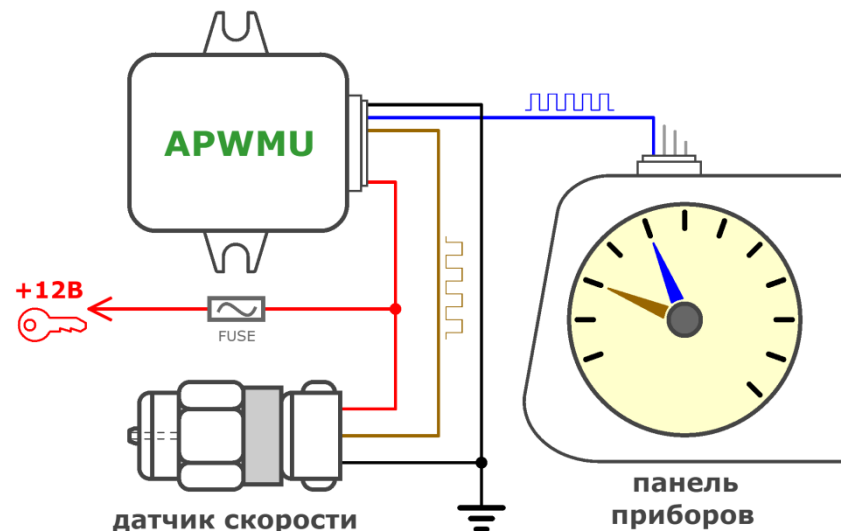 APWMU
+12В
FUSE
датчик скорости
панель
приборов